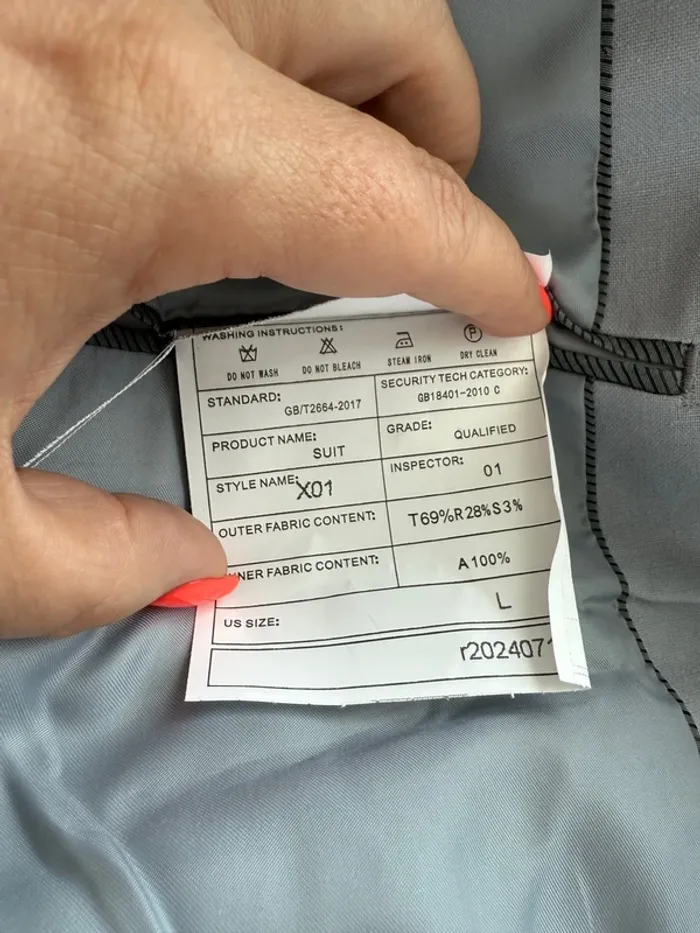 WASHING INSTRUCTIONS:
DO NOT WASH DO NOT BLEACH STEAM IRON DRY CLEAN
STANDARD: GB/T2664-2017
SECURITY TECH CATEGORY: GB18401-2010 C
PRODUCT NAME: SUIT
GRADE: QUALIFIED
STYLE NAME: X01
INSPECTOR: 01
OUTER FABRIC CONTENT: T69%R28%S3%
FABRIC CONTENT: A100%
US SIZE: L
r202407